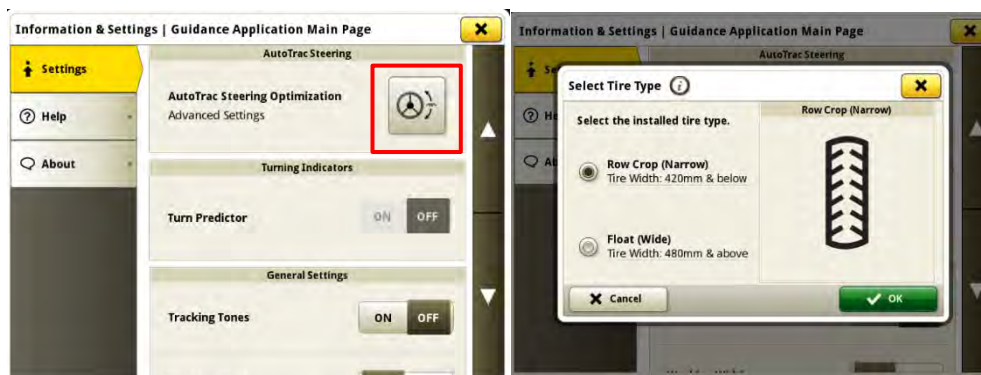 Information & Settings | Guidance Application Main Page
Settings
Help
About
AutoTrac Steering
AutoTrac Steering Optimization
Advanced Settings
Turning Indicators
Turn Predictor
ON OFF
General Settings
Tracking Tones
ON OFF
Information & Settings | Guidance Application Main Page
AutoTrac Steering
Se
He
Ab
Select Tire Type
Select the installed tire type.
Row Crop (Narrow)
Tire Width: 420mm & below
Float (Wide)
Tire Width: 480mm & above
Row Crop (Narrow)
Cancel
OK